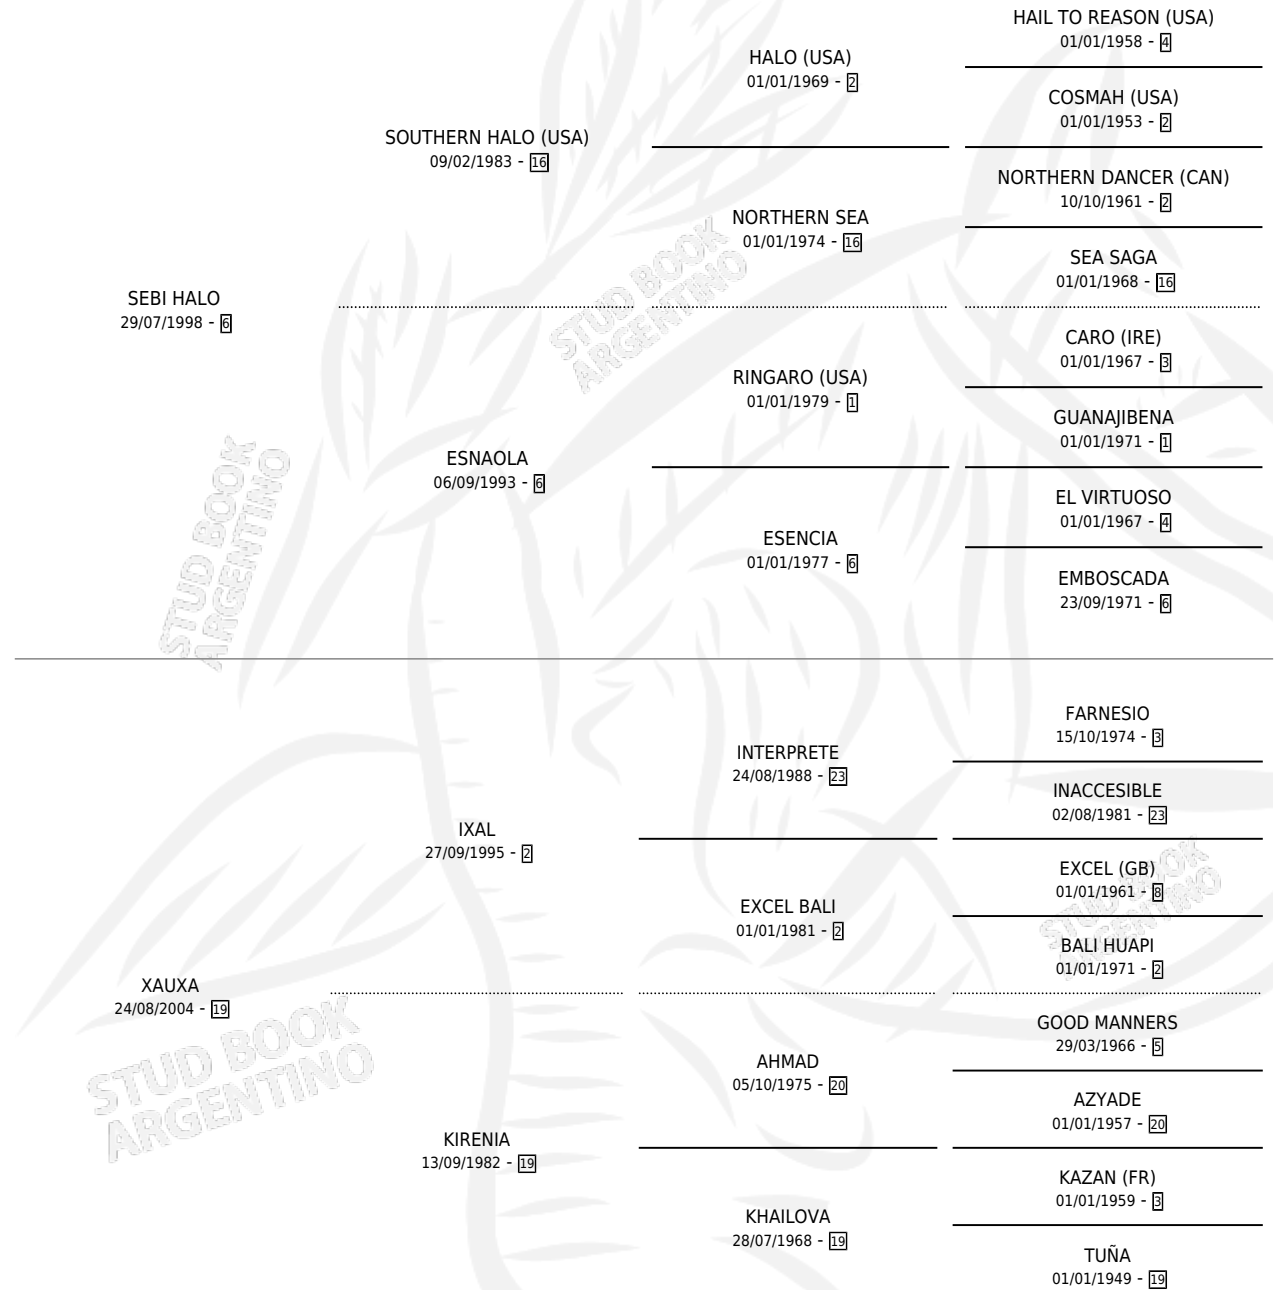 HAIL TO REASON (USA)
01/01/1958 - 4
HALO (USA)
01/01/1969 - 2
COSMAH (USA)
01/01/1953 - 2
SOUTHERN HALO (USA)
09/02/1983 - 16
NORTHERN DANCER (CAN)
10/10/1961 - 2
NORTHERN SEA
01/01/1974 - 16
SEA SAGA
01/01/1968 - 16
SEBI HALO
29/07/1998 - 6
CARO (IRE)
01/01/1967 - 3
RINGARO (USA)
01/01/1979 - 1
GUANAJIBENA
01/01/1971 - 1
ESNAOLA
06/09/1993 - 6
EL VIRTUOSO
01/01/1967 - 4
ESENCIA
01/01/1977 - 6
EMBOSCADA
23/09/1971 - 6
STUD BOOK
ARGENTINO
STUD BOOK
ARGENTINO
FARNESIO
15/10/1974 - 3
INTERPRETE
24/08/1988 - 23
INACCESIBLE
02/08/1981 - 23
IXAL
27/09/1995 - 2
EXCEL (GB)
01/01/1961 - 8
EXCEL BALI
01/01/1981 - 2
BALI HUAPI
01/01/1971 - 2
STUD BOOK
ARGENTINO
XAUXA
24/08/2004 - 19
GOOD MANNERS
29/03/1966 - 5
AHMAD
05/10/1975 - 20
AZYADE
01/01/1957 - 20
KIRENIA
13/09/1982 - 19
KAZAN (FR)
01/01/1959 - 3
KHAILOVA
28/07/1968 - 19
TUÑA
01/01/1949 - 19
STUD BOOK
ARGENTINO